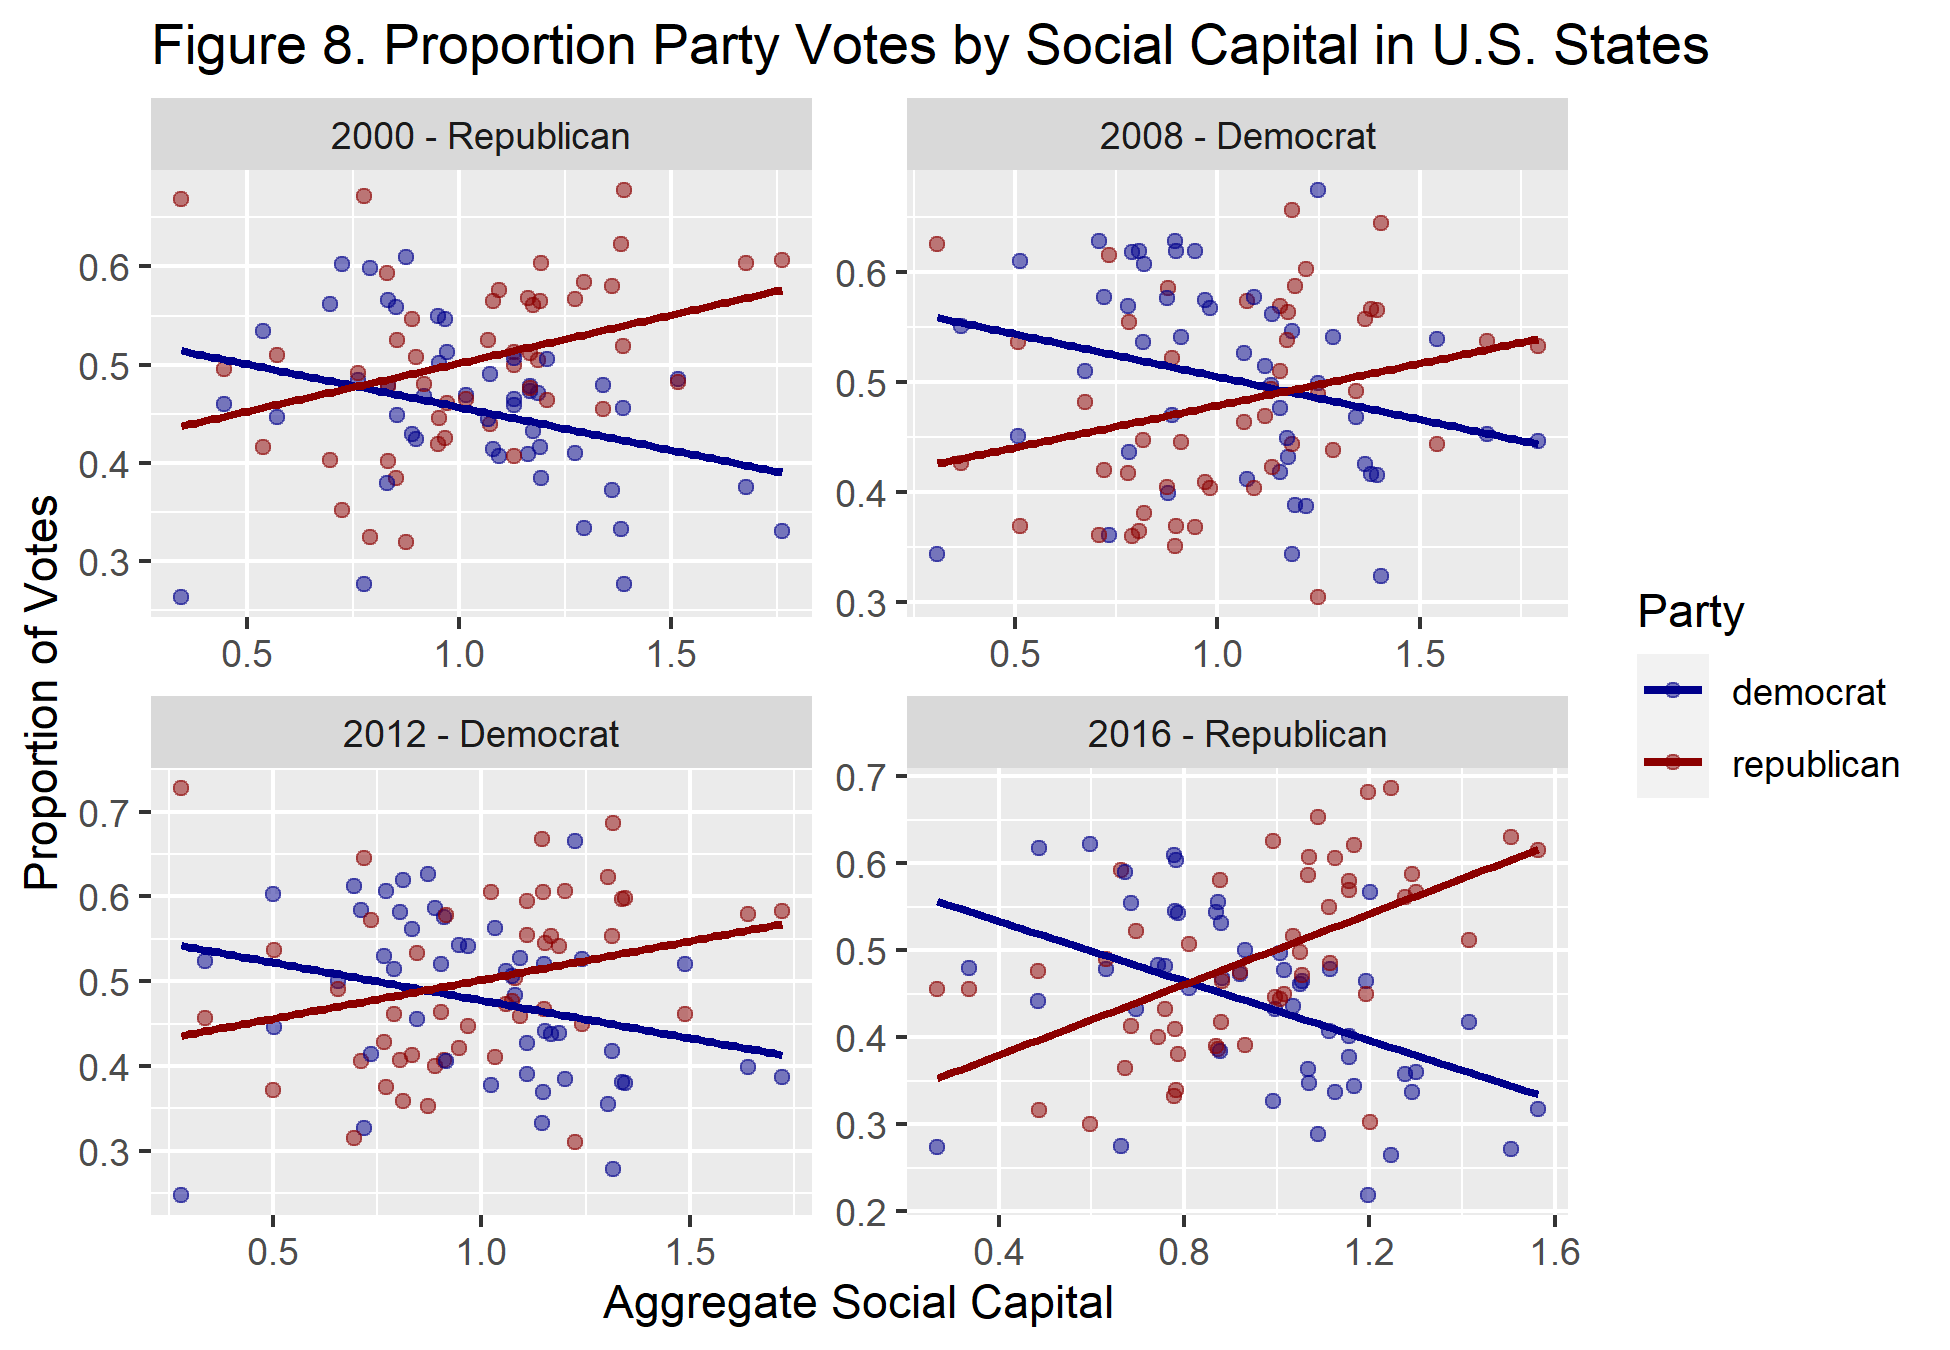 Figure 8. Proportion Party Votes by Social Capital in U.S. States
2000 - Republican
2008 - Democrat
0.6
0.5
0.4
0.3
0.5 1.0 1.5
0.6
0.5
0.4
0.3
0.5 1.0 1.5
2012 - Democrat
2016 - Republican
0.7
0.6
0.5
0.4
0.3
0.5 1.0 1.5
0.7
0.6
0.5
0.4
0.3
0.2
0.4 0.8 1.2 1.6
Proportion of Votes
Aggregate Social Capital
Party
democrat
republican